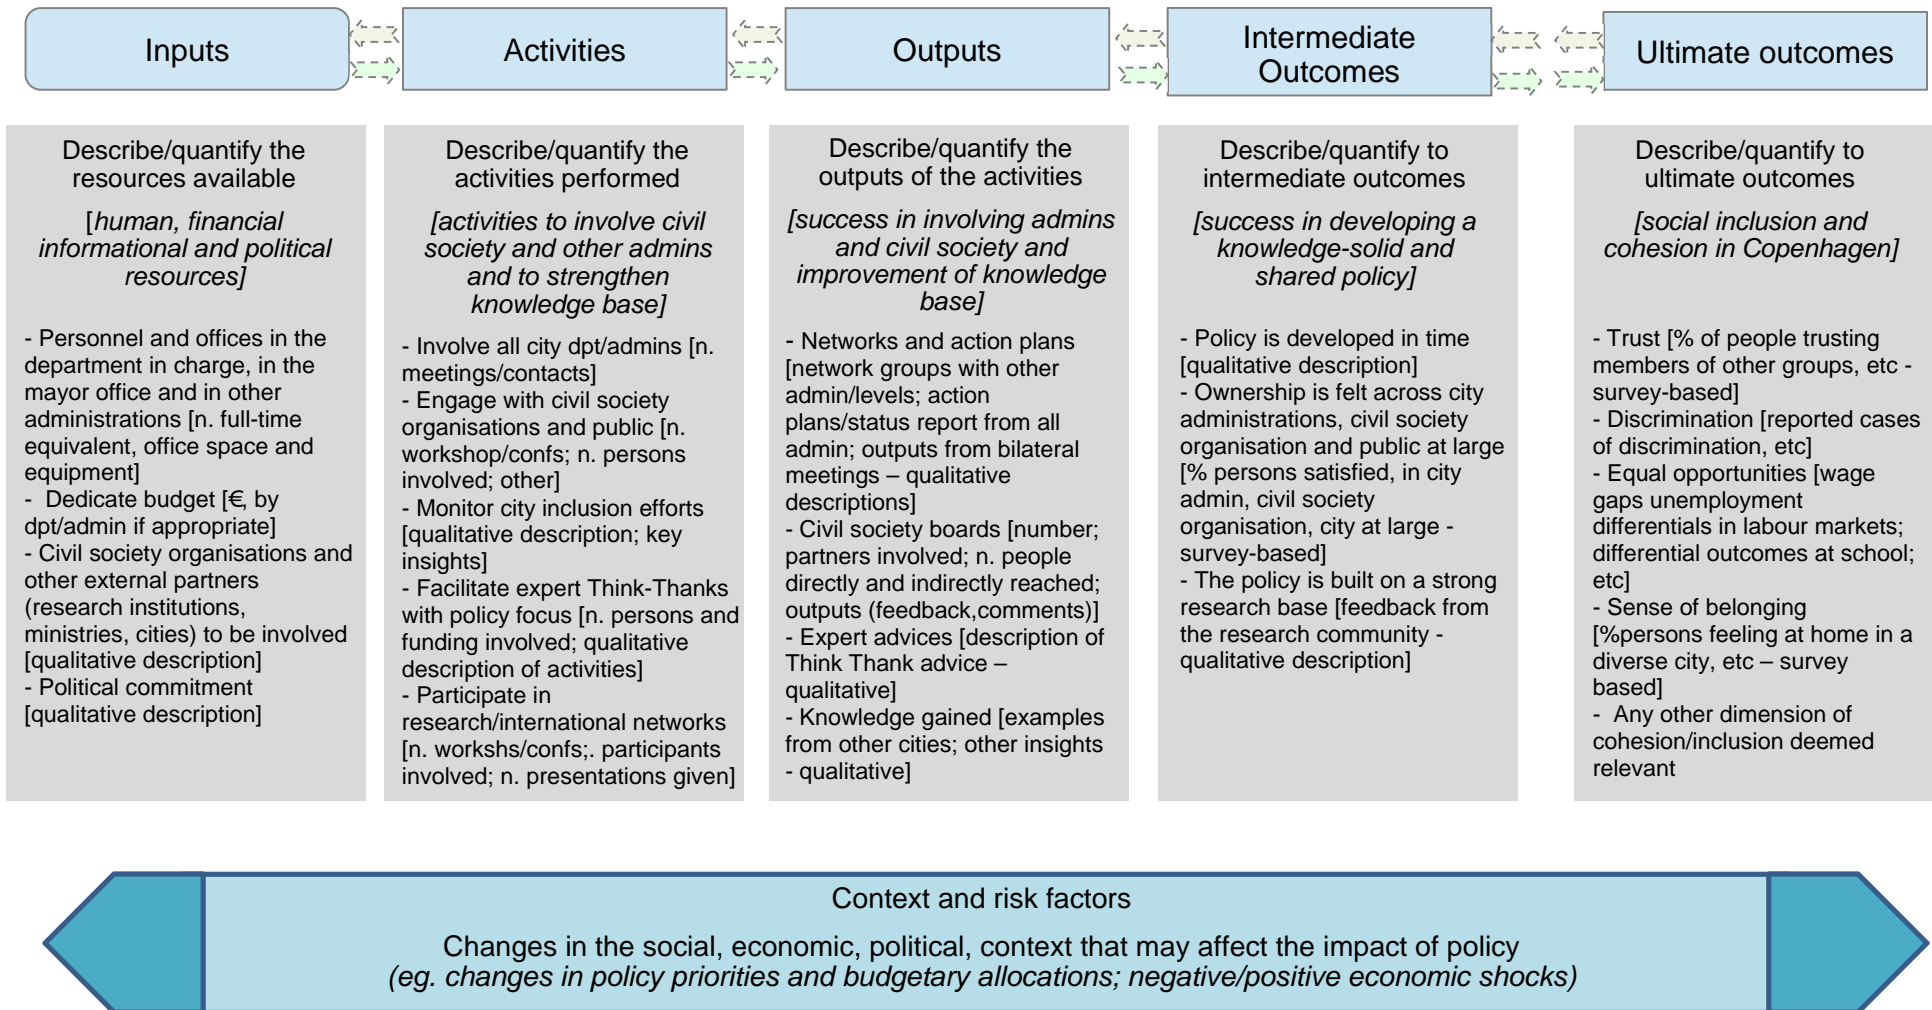 Inputs
Activities
Outputs
Intermediate
Outcomes
Ultimate outcomes
Describe/quantify the
resources available
[human, financial
informational and political
resources]
- Personnel and offices in the
department in charge, in the
mayor office and in other
administrations [n. full-time
equivalent, office space and
equipment]
- Dedicate budget [€, by
dpt/admin if appropriate]
- Civil society organisations and
other external partners
(research institutions,
ministries, cities) to be involved
[qualitative description]
- Political commitment
[qualitative description]
Describe/quantify the
activities performed
[activities to involve civil
society and other admins
and to strengthen
knowledge base]
- Involve all city dpt/admins [n.
meetings/contacts]
- Engage with civil society
organisations and public [n.
workshop/confs; n. persons
involved; other]
- Monitor city inclusion efforts
[qualitative description; key
insights]
- Facilitate expert Think-Thanks
with policy focus [n. persons and
funding involved; qualitative
description of activities]
- Participate in
research/international networks
[n. workshs/confs;. participants
involved; n. presentations given]
Describe/quantify the
outputs of the activities
[success in involving admins
and civil society and
improvement of knowledge
base]
- Networks and action plans
[network groups with other
admin/levels; action
plans/status report from all
admin; outputs from bilateral
meetings – qualitative
descriptions]
- Civil society boards [number;
partners involved; n. people
directly and indirectly reached;
outputs (feedback,comments)]
- Expert advices [description of
Think Thank advice –
qualitative]
- Knowledge gained [examples
from other cities; other insights
- qualitative]
Describe/quantify to
intermediate outcomes
[success in developing a
knowledge-solid and
shared policy]
- Policy is developed in time
[qualitative description]
- Ownership is felt across city
administrations, civil society
organisation and public at large
[% persons satisfied, in city
admin, civil society
organisation, city at large -
survey-based]
- The policy is built on a strong
research base [feedback from
the research community -
qualitative description]
Describe/quantify to
ultimate outcomes
[social inclusion and
cohesion in Copenhagen]
- Trust [% of people trusting
members of other groups, etc -
survey-based]
- Discrimination [reported cases
of discrimination, etc]
- Equal opportunities [wage
gaps unemployment
differentials in labour markets;
differential outcomes at school;
etc]
- Sense of belonging
[%persons feeling at home in a
diverse city, etc – survey
based]
- Any other dimension of
cohesion/inclusion deemed
relevant
Context and risk factors
Changes in the social, economic, political, context that may affect the impact of policy
(eg. changes in policy priorities and budgetary allocations; negative/positive economic shocks)